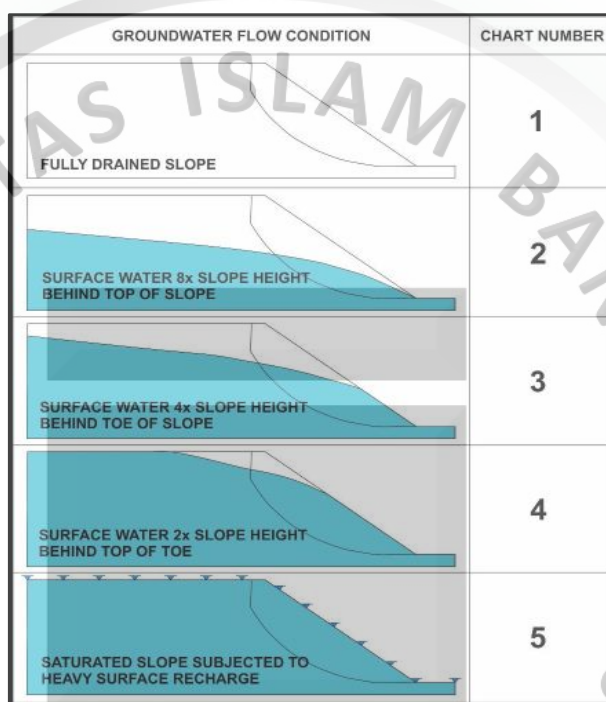 GROUNDWATER FLOW CONDITION
CHART NUMBER
FULLY DRAINED SLOPE
1
SURFACE WATER 8x SLOPE HEIGHT
BEHIND TOP OF SLOPE
2
SURFACE WATER 4x SLOPE HEIGHT
BEHIND TOE OF SLOPE
3
SURFACE WATER 2x SLOPE HEIGHT
BEHIND TOP OF TOE
4
SATURATED SLOPE SUBJECTED TO
HEAVY SURFACE RECHARGE
5
TAS ISLAM BAN